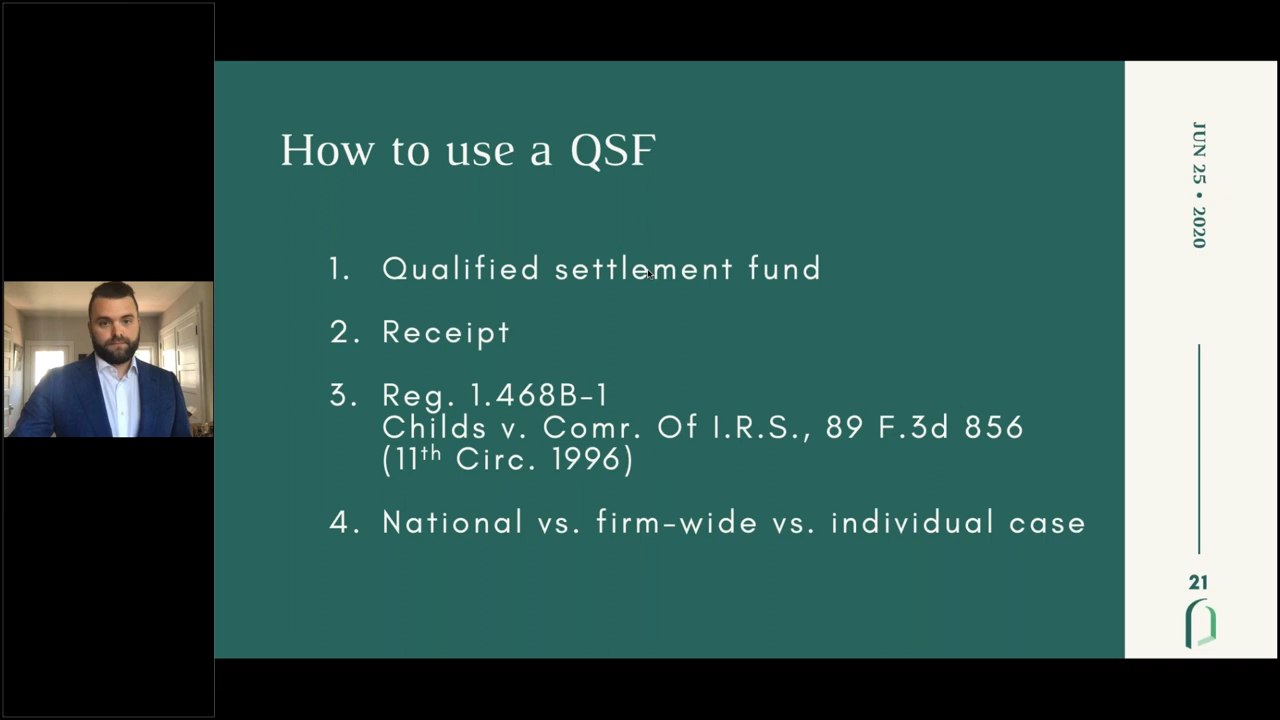 How to use a QSF
1. Qualified settlement fund
2. Receipt
3. Reg. 1.468B-1
Childs v. Comr. Of I.R.S., 89 F.3d 856
(11th Circ. 1996)
4. National vs. firm-wide vs. individual case
JUN 25 • 2020
21